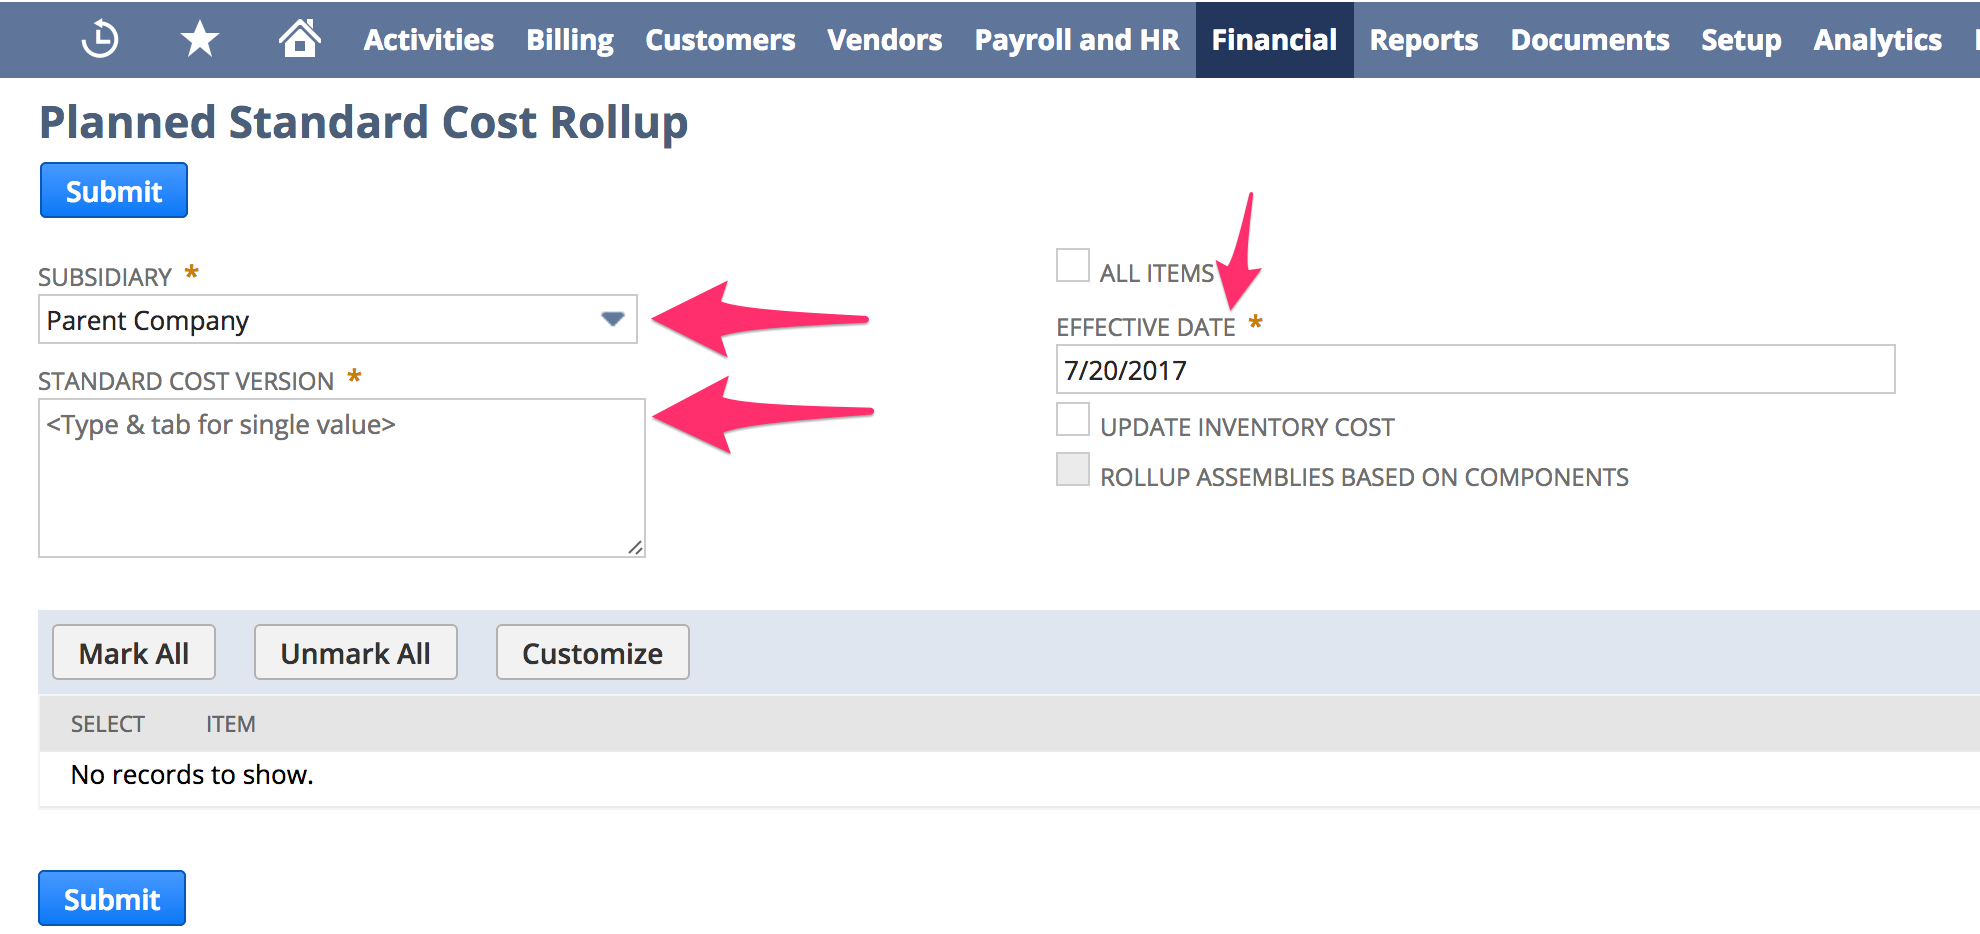 Activities Billing Customers Vendors Payroll and HR Financial Reports Documents Setup Analytics
Planned Standard Cost Rollup
Submit
SUBSIDIARY *
Parent Company
STANDARD COST VERSION *
<Type & tab for single value>
ALL ITEMS
EFFECTIVE DATE *
7/20/2017
UPDATE INVENTORY COST
ROLLUP ASSEMBLIES BASED ON COMPONENTS
Mark All Unmark All Customize
SELECT ITEM
No records to show.
Submit